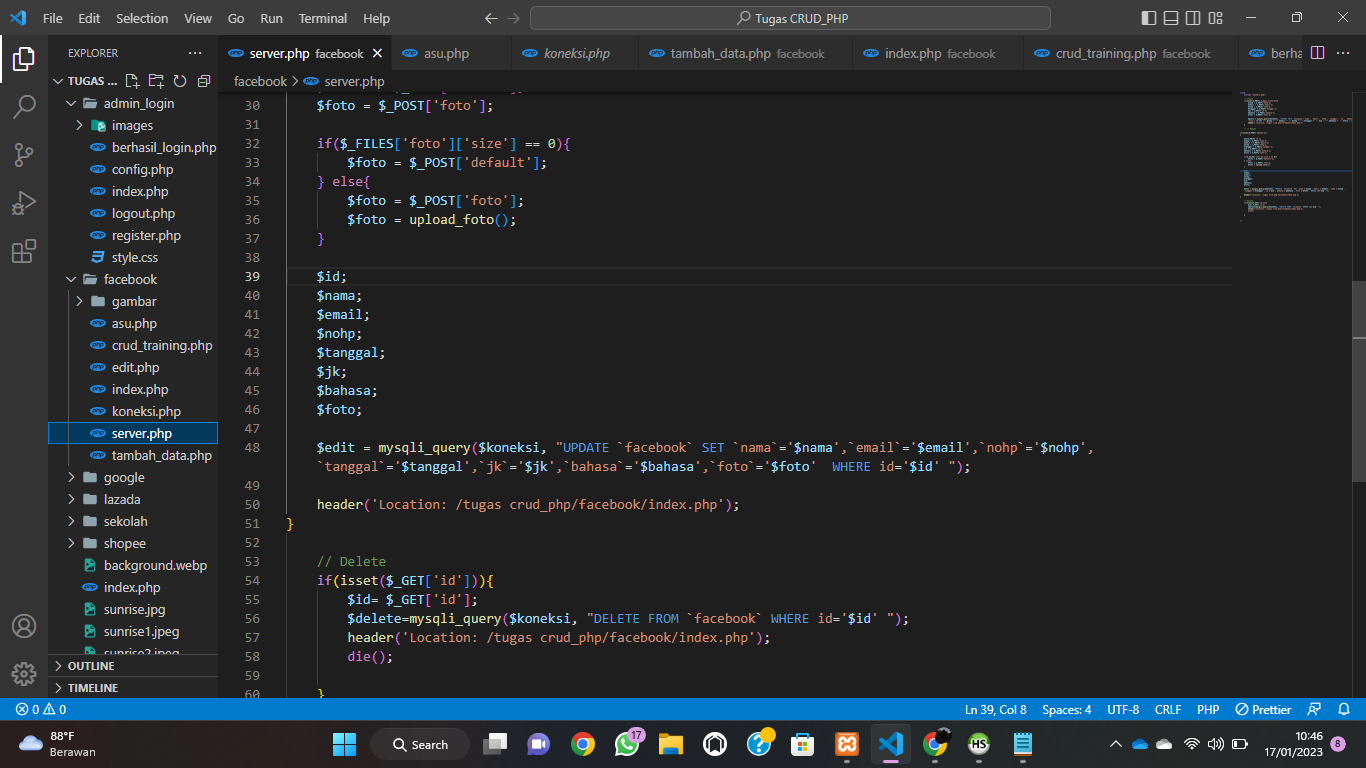 File Edit Selection View Go Run Terminal Help
Tugas CRUD_PHP
EXPLORER
server.php facebook
asu.php
koneksi.php
tambah_data.php facebook
index.php facebook
crud_training.php facebook
berha
facebook > server.php
TUGAS ...
admin_login
images
berhasil_login.php
config.php
index.php
logout.php
register.php
style.css
facebook
gambar
asu.php
crud_training.php
edit.php
index.php
koneksi.php
server.php
tambah_data.php
google
lazada
sekolah
shopee
background.webp
index.php
sunrise.jpg
sunrise1.jpeg
sunrise2.jpeg
OUTLINE
TIMELINE
30 $foto = $_POST['foto'];
31
32 if($_FILES['foto']['size'] == 0){
33 $foto = $_POST['default'];
34 } else{
35 $foto = $_POST['foto'];
36 $foto = upload_foto();
37 }
38
39 $id;
40 $nama;
41 $email;
42 $nohp;
43 $tanggal;
44 $jk;
45 $bahasa;
46 $foto;
47
48 $edit = mysqli_query($koneksi, "UPDATE `facebook` SET `nama`='$nama',`email`='$email',`nohp`='$nohp',
`tanggal`='$tanggal',`jk`='$jk',`bahasa`='$bahasa',`foto`='$foto'  WHERE id='$id' ");
49
50 header('Location: /tugas crud_php/facebook/index.php');
51 }
52
53 // Delete
54 if(isset($_GET['id'])){
55 $id= $_GET['id'];
56 $delete=mysqli_query($koneksi, "DELETE FROM `facebook` WHERE id='$id' ");
57 header('Location: /tugas crud_php/facebook/index.php');
58 die();
59
60 }
0 0
Ln 39, Col 8 Spaces: 4 UTF-8 CRLF PHP Prettier
88°F
Berawan
Search
17
HS
10:46
17/01/2023
8